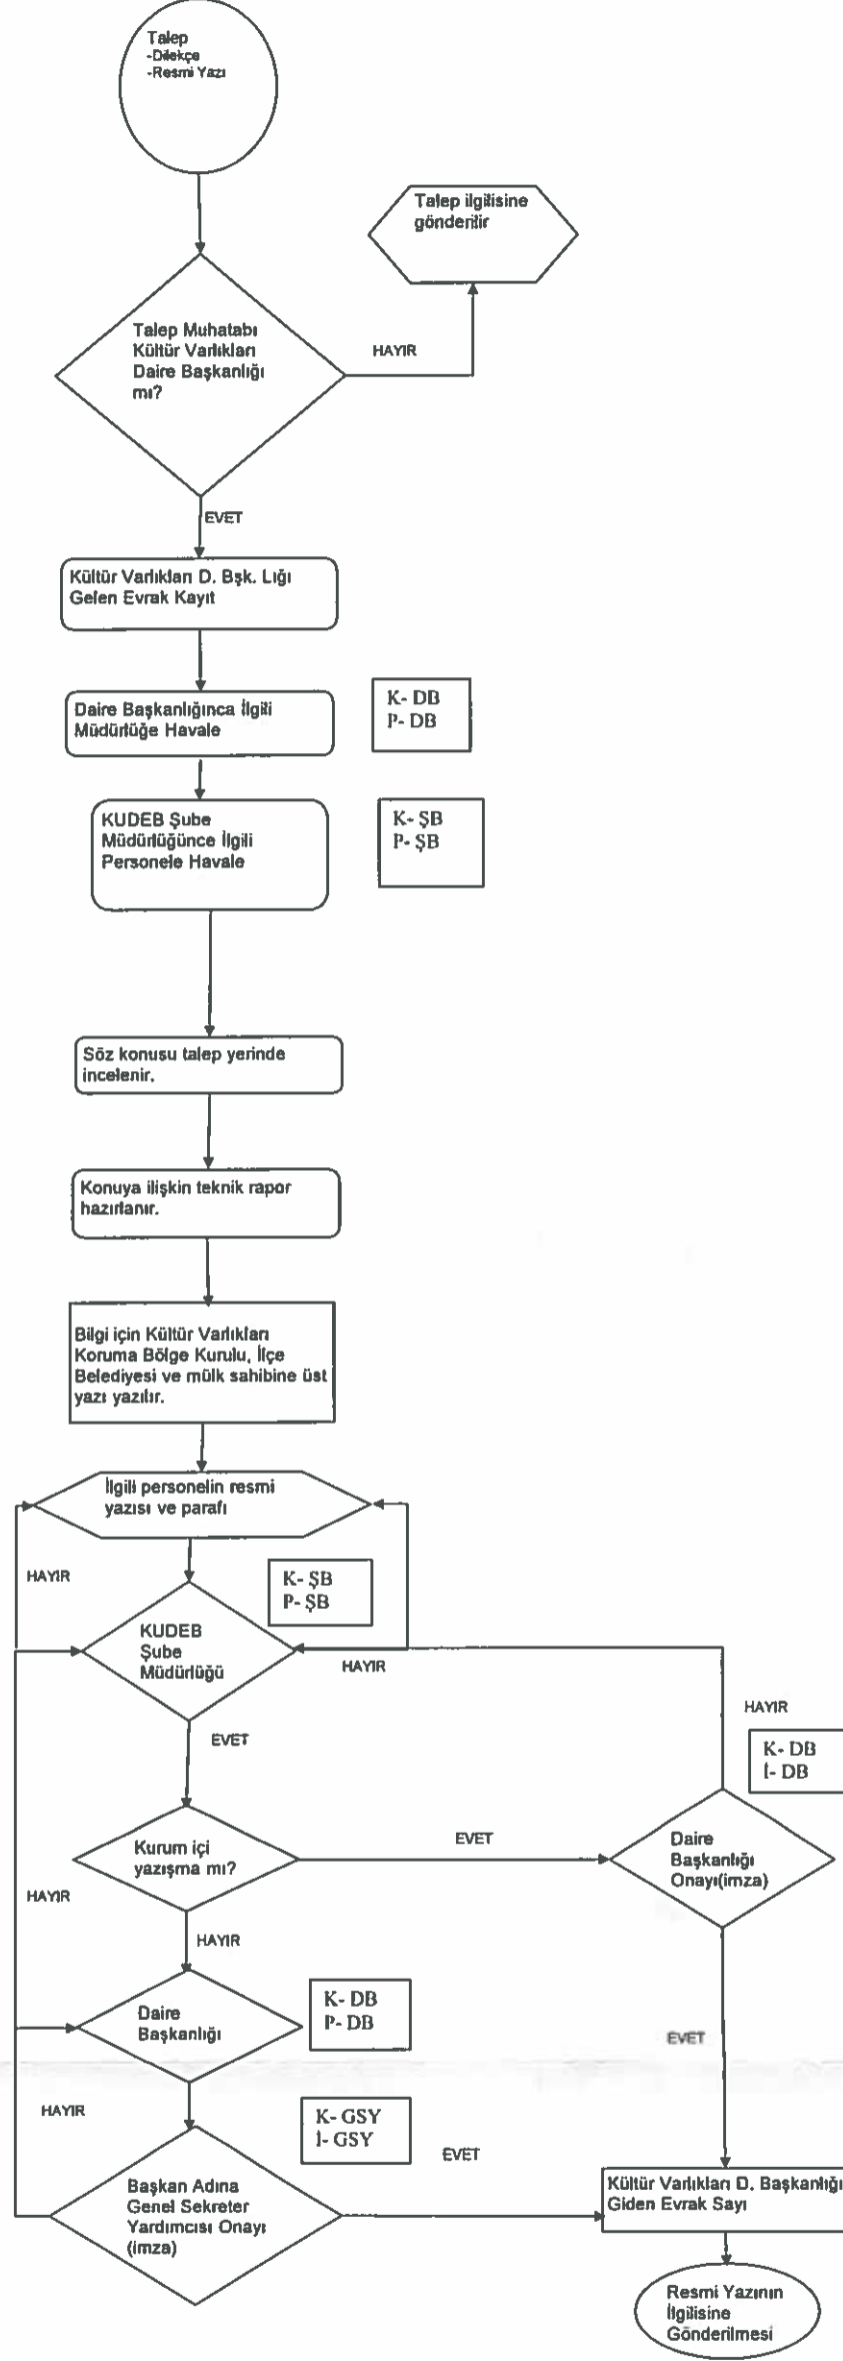 Talep
-Dilekçe
-Resmi Yazı
Talep ilgilisine
gönderilir
Talep Muhatabı
Kültür Varlıkları
Daire Başkanlığı
mı?
HAYIR
EVET
Kültür Varlıkları D. Bşk. Lığı
Gelen Evrak Kayıt
Daire Başkanlığınca İlgili
Müdürlüğe Havale
K- DB
P- DB
KUDEB Şube
Müdürlüğünce İlgili
Personele Havale
K- ŞB
P- ŞB
Söz konusu talep yerinde
incelenir.
Konuya ilişkin teknik rapor
hazırlanır.
Bilgi için Kültür Varlıkları
Koruma Bölge Kurulu, İlçe
Belediyesi ve mülk sahibine üst
yazı yazılır.
İlgili personelin resmi
yazısı ve parafı
HAYIR
K- ŞB
P- ŞB
KUDEB
Şube
Müdürlüğü
HAYIR
HAYIR
EVET
K- DB
İ- DB
Kurum içi
yazışma mı?
EVET
Daire
Başkanlığı
Onayı(imza)
HAYIR
HAYIR
K- DB
P- DB
Daire
Başkanlığı
EVET
HAYIR
K- GSY
İ- GSY
EVET
Başkan Adına
Genel Sekreter
Yardımcısı Onayı
(imza)
Kültür Varlıkları D. Başkanlığı
Giden Evrak Sayı
Resmi Yazının
İlgilisine
Gönderilmesi